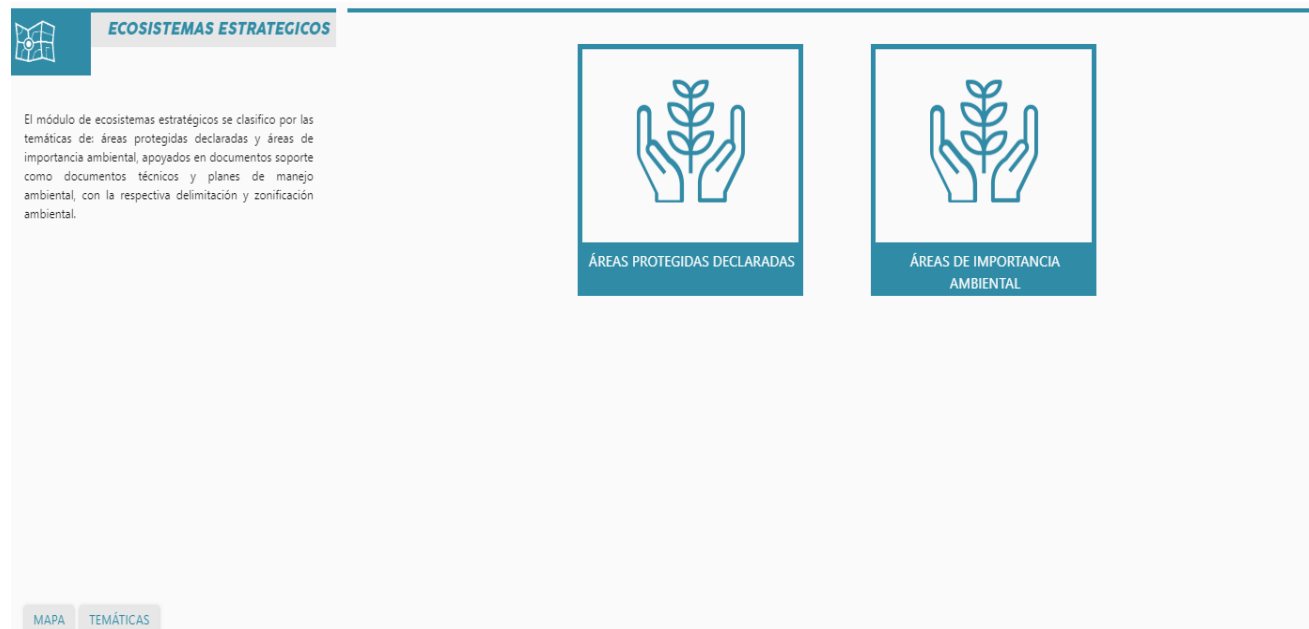 ECOSISTEMAS ESTRATEGICOS
El módulo de ecosistemas estratégicos se clasifico por las
temáticas de: áreas protegidas declaradas y áreas de
importancia ambiental, apoyados en documentos soporte
como documentos técnicos y planes de manejo
ambiental, con la respectiva delimitación y zonificación
ambiental.
ÁREAS PROTEGIDAS DECLARADAS
ÁREAS DE IMPORTANCIA
AMBIENTAL
MAPA
TEMÁTICAS